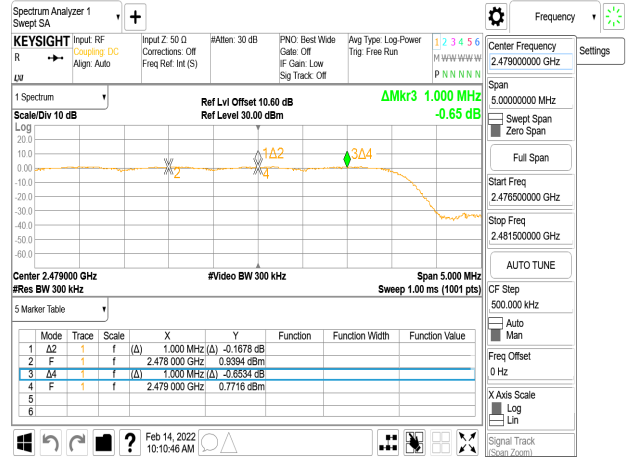 Spectrum Analyzer 1
Swept SA
Frequency
KEYSIGHT
R
Input: RF
Coupling: DC
Align: Auto
Input Z: 50 Ω
Corrections: Off
Freq Ref: Int (S)
#Atten: 30 dB
PNO: Best Wide
Gate: Off
IF Gain: Low
Sig Track: Off
Avg Type: Log-Power
Trig: Free Run
1 2 3 4 5 6
M W W W W W
P N N N N N
1 Spectrum
Scale/Div 10 dB
Ref Lvl Offset 10.60 dB
Ref Level 30.00 dBm
ΔMkr3 1.000 MHz
-0.65 dB
Log
20.0
10.0
0.00
-10.0
-20.0
-30.0
-40.0
-50.0
-60.0
2
1Δ2
4
3Δ4
Center 2.479000 GHz
#Res BW 300 kHz
#Video BW 300 kHz
Span 5.000 MHz
Sweep 1.00 ms (1001 pts)
5 Marker Table
Mode Trace Scale X Y Function Function Width Function Value
1 Δ2 1 f (Δ) 1.000 MHz (Δ) -0.1678 dB
2 F 1 f 2.478 000 GHz 0.9394 dBm
3 Δ4 1 f (Δ) 1.000 MHz (Δ) -0.6534 dB
4 F 1 f 2.479 000 GHz 0.7716 dBm
5
6
Feb 14, 2022
10:10:46 AM
Center Frequency
2.479000000 GHz
Settings
Span
5.00000000 MHz
Swept Span
Zero Span
Full Span
Start Freq
2.476500000 GHz
Stop Freq
2.481500000 GHz
AUTO TUNE
CF Step
500.000 kHz
Auto
Man
Freq Offset
0 Hz
X Axis Scale
Log
Lin
Signal Track
(Span Zoom)